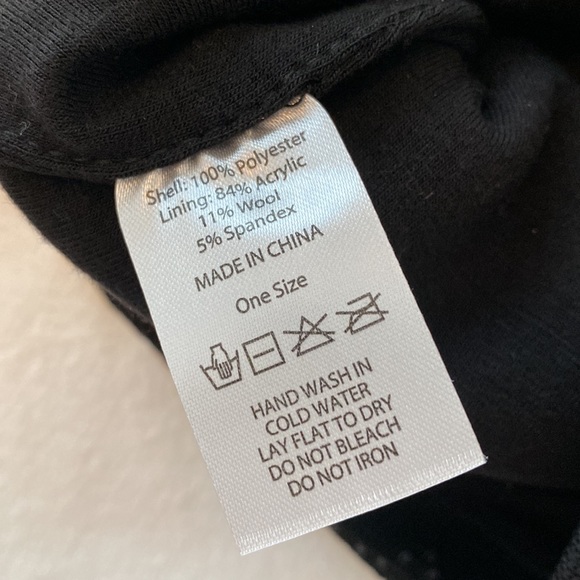 Shell: 100% Polyester
Lining: 84% Acrylic
11% Wool
5% Spandex
MADE IN CHINA
One Size
HAND WASH IN
COLD WATER
LAY FLAT TO DRY
DO NOT BLEACH
DO NOT IRON